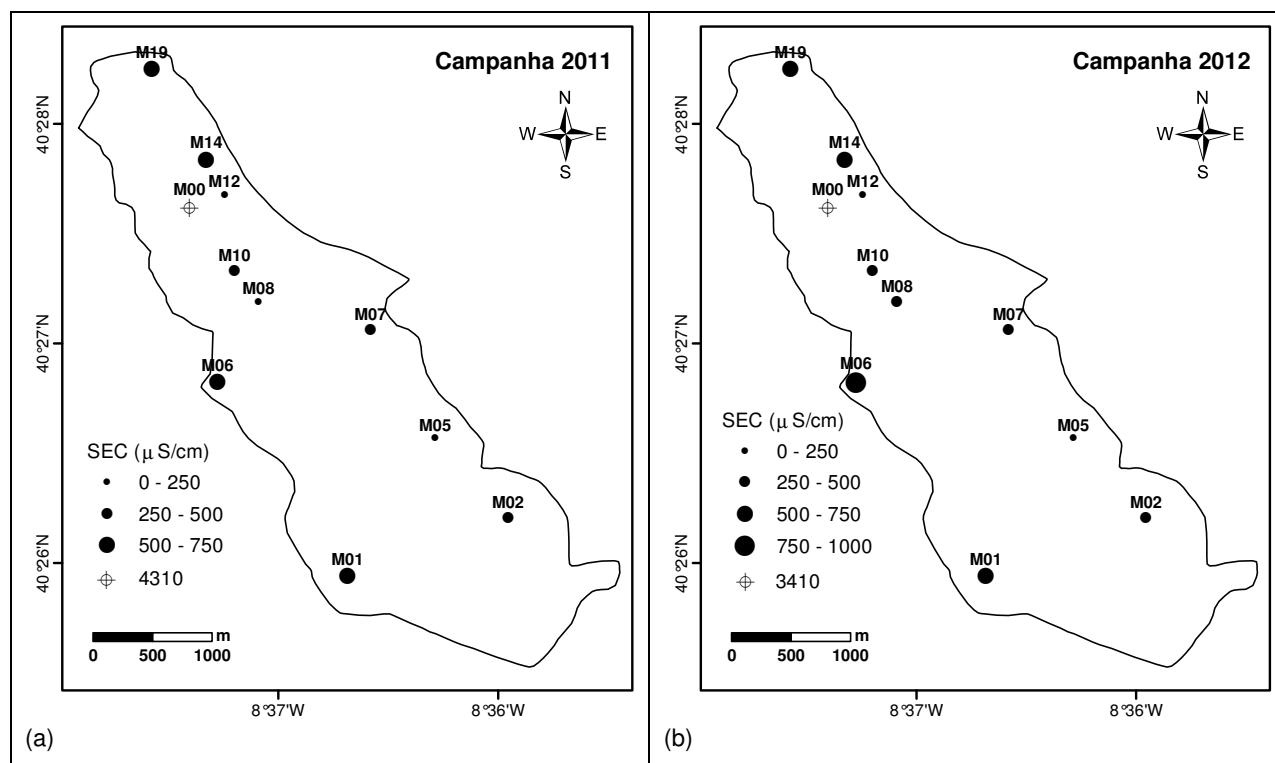 Campanha 2011
N
W E
S
40°28'N
40°27'N
40°26'N
M19
M14
M12
M00
M10
M08
M07
M06
M05
M02
M01
SEC (μ S/cm)
0 - 250
250 - 500
500 - 750
4310
m
0 500 1000
8°37'W 8°36'W
(a)
Campanha 2012
N
W E
S
40°28'N
40°27'N
40°26'N
M19
M14
M12
M00
M10
M08
M07
M06
M05
M02
M01
SEC (μ S/cm)
0 - 250
250 - 500
500 - 750
750 - 1000
3410
m
0 500 1000
8°37'W 8°36'W
(b)